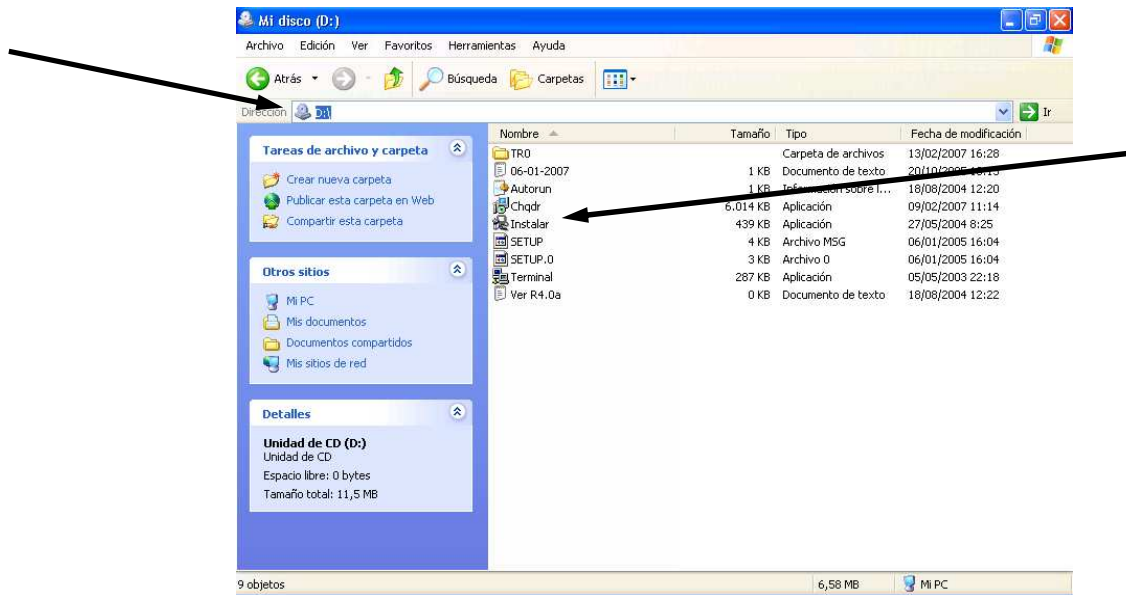 Mi disco (D:)
Archivo Edición Ver Favoritos Herramientas Ayuda
Atrás Búsqueda Carpetas
Dirección D:\ Ir
Tareas de archivo y carpeta
Crear nueva carpeta
Publicar esta carpeta en Web
Compartir esta carpeta
Otros sitios
Mi PC
Mis documentos
Documentos compartidos
Mis sitios de red
Detalles
Unidad de CD (D:)
Unidad de CD
Espacio libre: 0 bytes
Tamaño total: 11,5 MB
Nombre Tamaño Tipo Fecha de modificación
TR0 Carpeta de archivos 13/02/2007 16:28
06-01-2007 1 KB Documento de texto 20/10/2005
Autorun 1 KB Información sobre l... 18/08/2004 12:20
Chqdr 6.014 KB Aplicación 09/02/2007 11:14
Instalar 439 KB Aplicación 27/05/2004 8:25
SETUP 4 KB Archivo MSG 06/01/2005 16:04
SETUP.0 3 KB Archivo 0 06/01/2005 16:04
Terminal 287 KB Aplicación 05/05/2003 22:18
Ver R4.0a 0 KB Documento de texto 18/08/2004 12:22
9 objetos 6,58 MB Mi PC